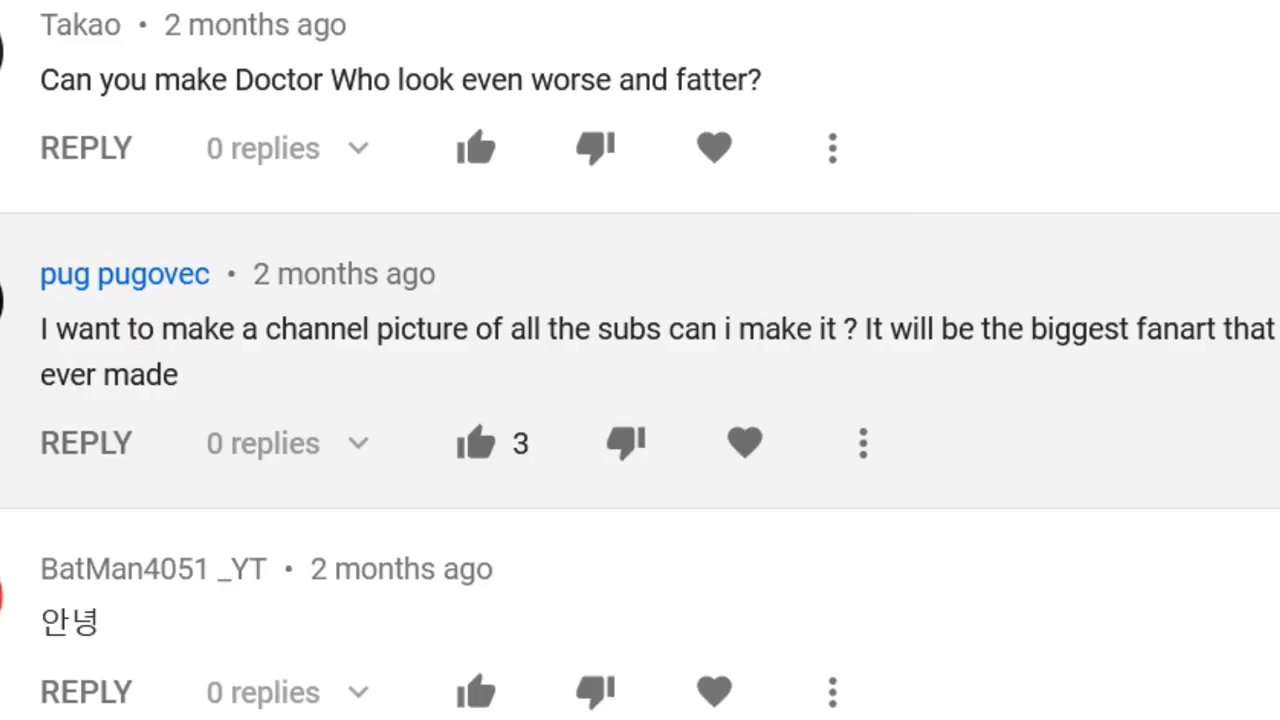 Takao • 2 months ago
Can you make Doctor Who look even worse and fatter?
REPLY 0 replies
pug pugovec • 2 months ago
I want to make a channel picture of all the subs can i make it ? It will be the biggest fanart that
ever made
REPLY 0 replies 3
BatMan4051 _YT • 2 months ago
안녕
REPLY 0 replies